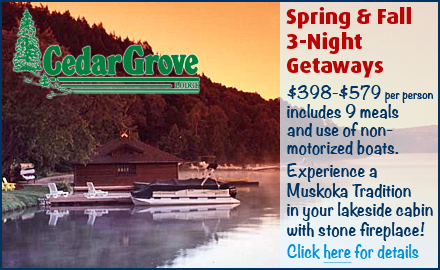 CedarGrove
LODGE
Spring & Fall
3-Night
Getaways
$398-$579 per person
includes 9 meals
and use of non-
motorized boats.
Experience a
Muskoka Tradition
in your lakeside cabin
with stone fireplace!
Click here for details